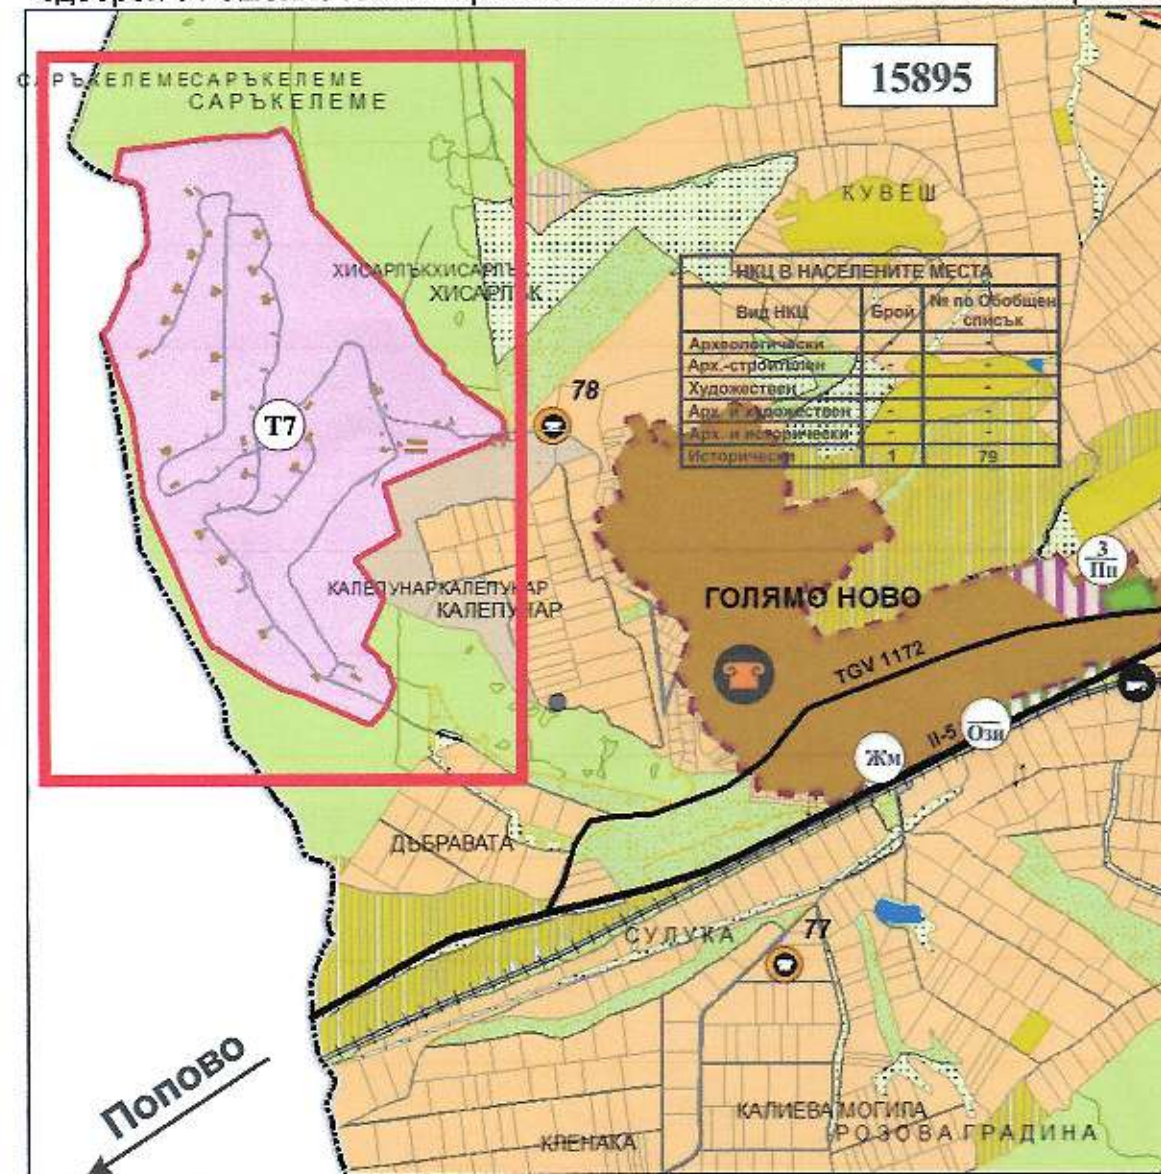 15895
САРЪКЕЛЕМЕСАРЪКЕЛЕМЕ
САРЪКЕЛЕМЕ
КУВЕШ
ХИСАРЛЪКХИСАРЛЪК
ХИСАРЛЪК
НКЦ В НАСЕЛЕНИТЕ МЕСТА
Вид НКЦ Брой № по Обобщен списък
Археологически - -
Арх.-строителен - -
Художествен - -
Арх. и художествен - -
Арх. и исторически - -
Исторически 1 79
78
Т7
3
Пп
КАЛЕПУНАРКАЛЕПУНАР
КАЛЕПУНАР
ГОЛЯМО НОВО
TGV 1172
II-5
Ози
Жм
ДЪБРАВАТА
СУЛУКА
77
Попово
КАЛИЕВА МОГИЛА
РОЗОВА ГРАДИНА
КЛЕНАКА